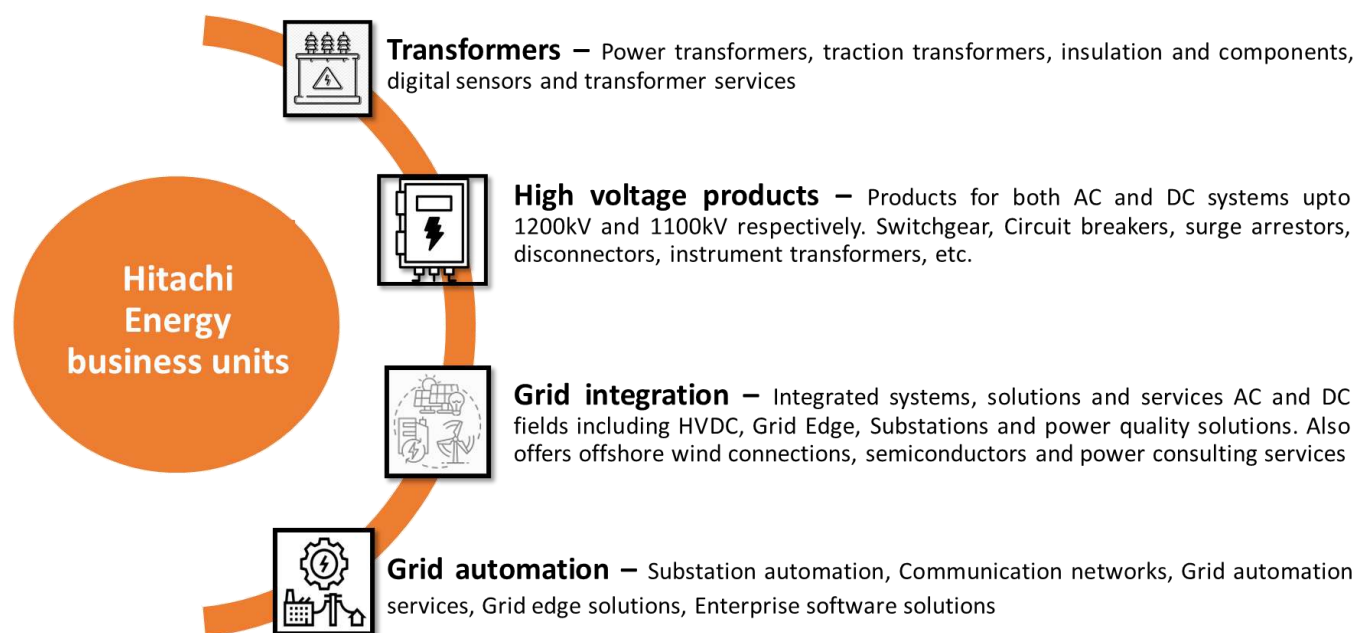 Transformers – Power transformers, traction transformers, insulation and components,
digital sensors and transformer services
High voltage products – Products for both AC and DC systems upto
1200kV and 1100kV respectively. Switchgear, Circuit breakers, surge arrestors,
disconnectors, instrument transformers, etc.
Hitachi
Energy
business units
Grid integration – Integrated systems, solutions and services AC and DC
fields including HVDC, Grid Edge, Substations and power quality solutions. Also
offers offshore wind connections, semiconductors and power consulting services
Grid automation – Substation automation, Communication networks, Grid automation
services, Grid edge solutions, Enterprise software solutions